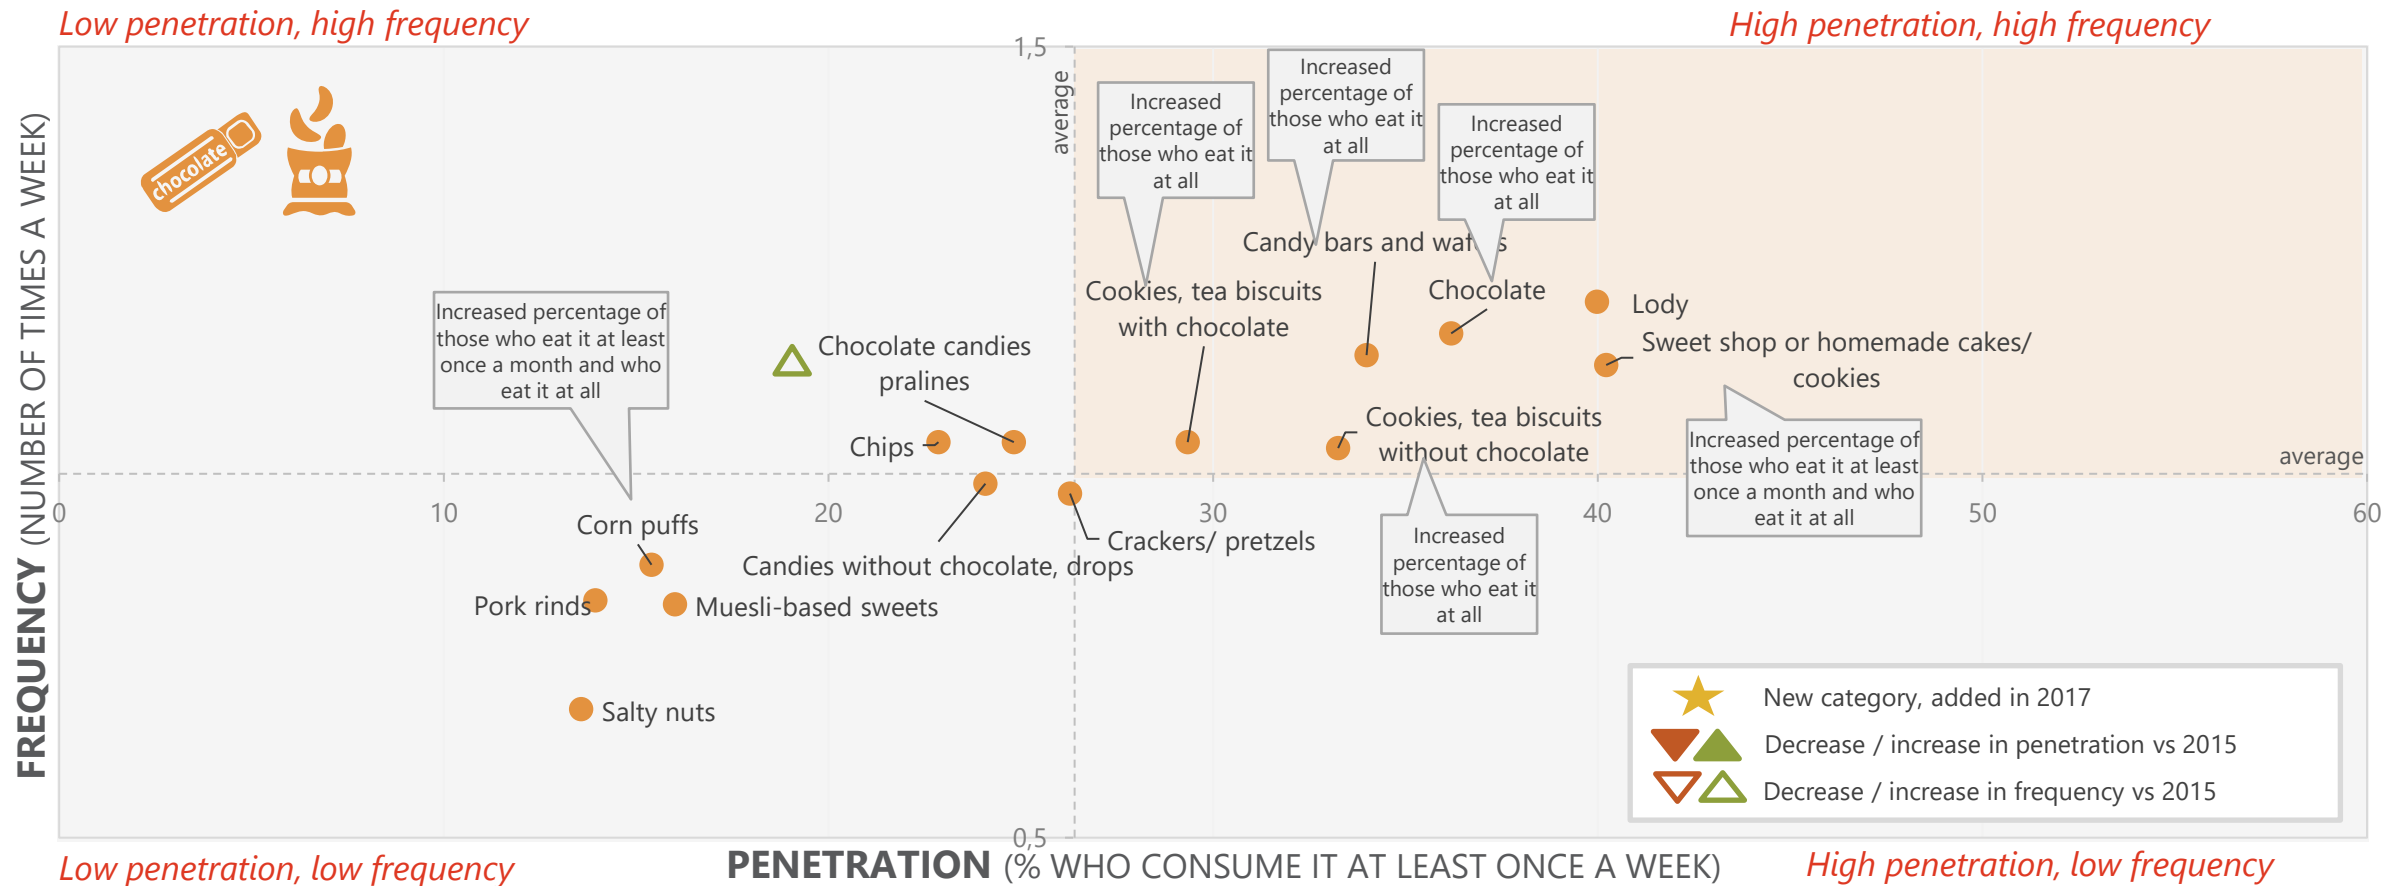 Low penetration, high frequency
High penetration, high frequency
1,5
average
chocolate
FREQUENCY (NUMBER OF TIMES A WEEK)
Increased
percentage of
those who eat it
at all
Increased
percentage of
those who eat it
at all
Increased
percentage of
those who eat it
at all
Candy bars and wafers
Cookies, tea biscuits
with chocolate
Chocolate
Lody
Sweet shop or homemade cakes/
cookies
Increased percentage of
those who eat it at least
once a month and who
eat it at all
Chocolate candies
pralines
Chips
Cookies, tea biscuits
without chocolate
Increased percentage of
those who eat it at least
once a month and who
eat it at all
average
0
10
20
30
40
50
60
Corn puffs
Crackers/ pretzels
Candies without chocolate, drops
Increased
percentage of
those who eat it
at all
Pork rinds
Muesli-based sweets
Salty nuts
New category, added in 2017
Decrease / increase in penetration vs 2015
Decrease / increase in frequency vs 2015
0,5
Low penetration, low frequency
PENETRATION (% WHO CONSUME IT AT LEAST ONCE A WEEK)
High penetration, low frequency